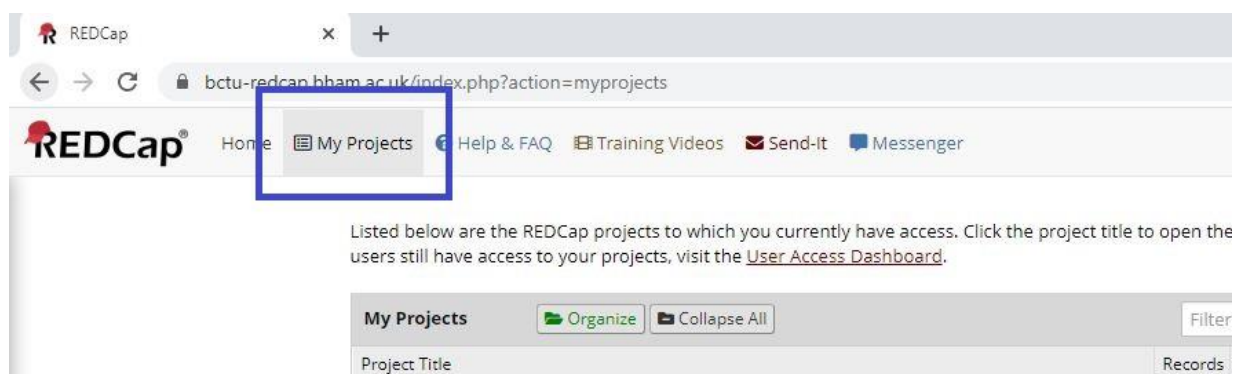 REDCap
bctu-redcap.bham.ac.uk/index.php?action=myprojects
REDCap® Home My Projects Help & FAQ Training Videos Send-It Messenger
Listed below are the REDCap projects to which you currently have access. Click the project title to open the
users still have access to your projects, visit the User Access Dashboard.
My Projects Organize Collapse All Filter
Project Title Records